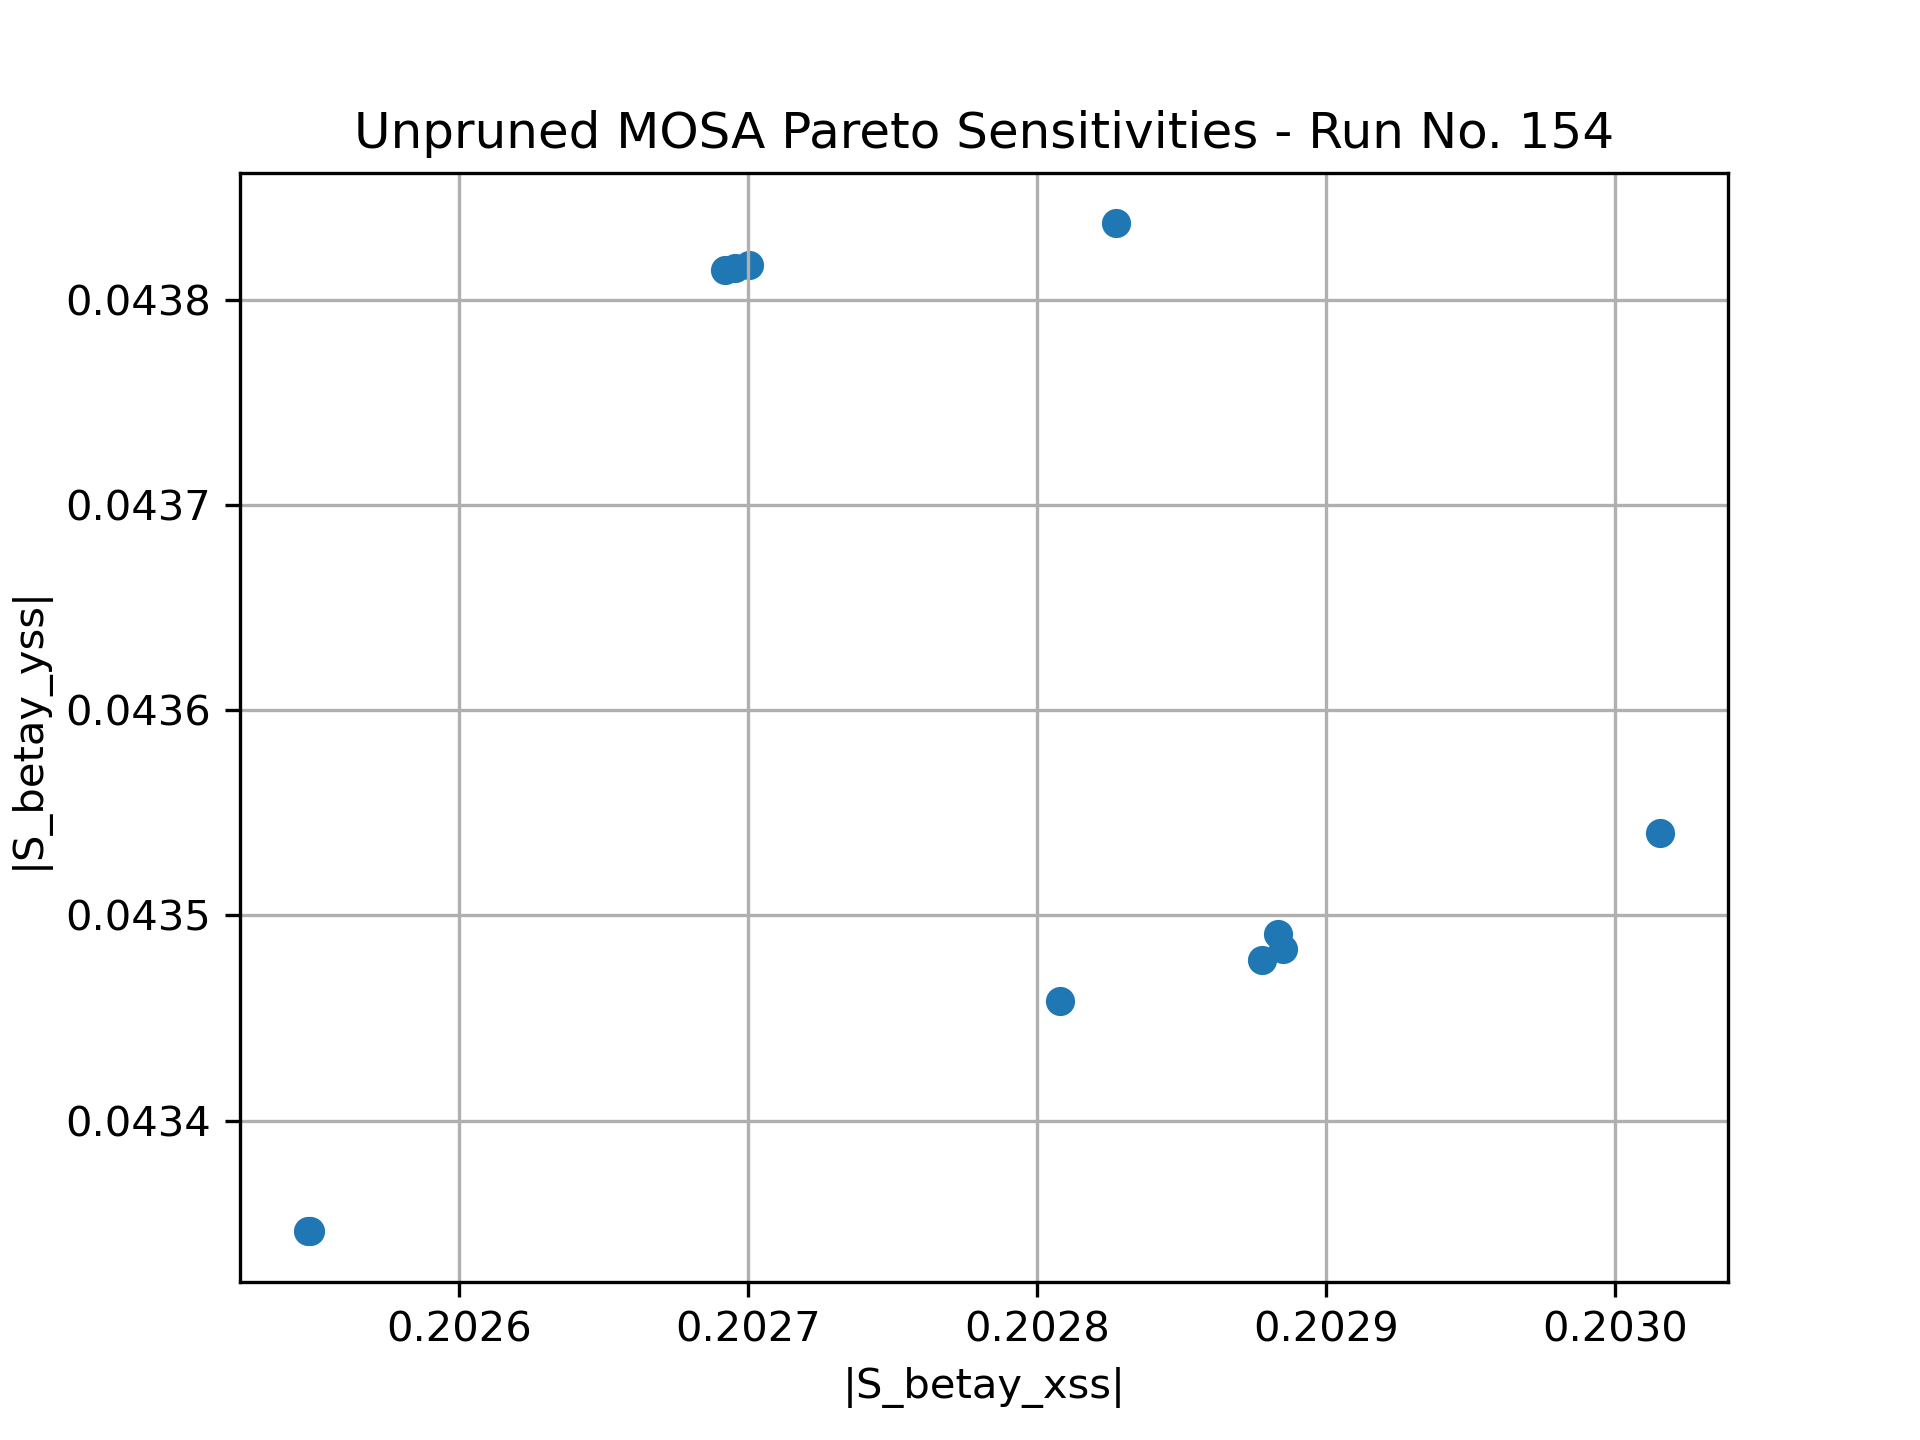 Unpruned MOSA Pareto Sensitivities - Run No. 154
|S_betay_yss|
0.0438
0.0437
0.0436
0.0435
0.0434
0.2026 0.2027 0.2028 0.2029 0.2030
|S_betay_xss|